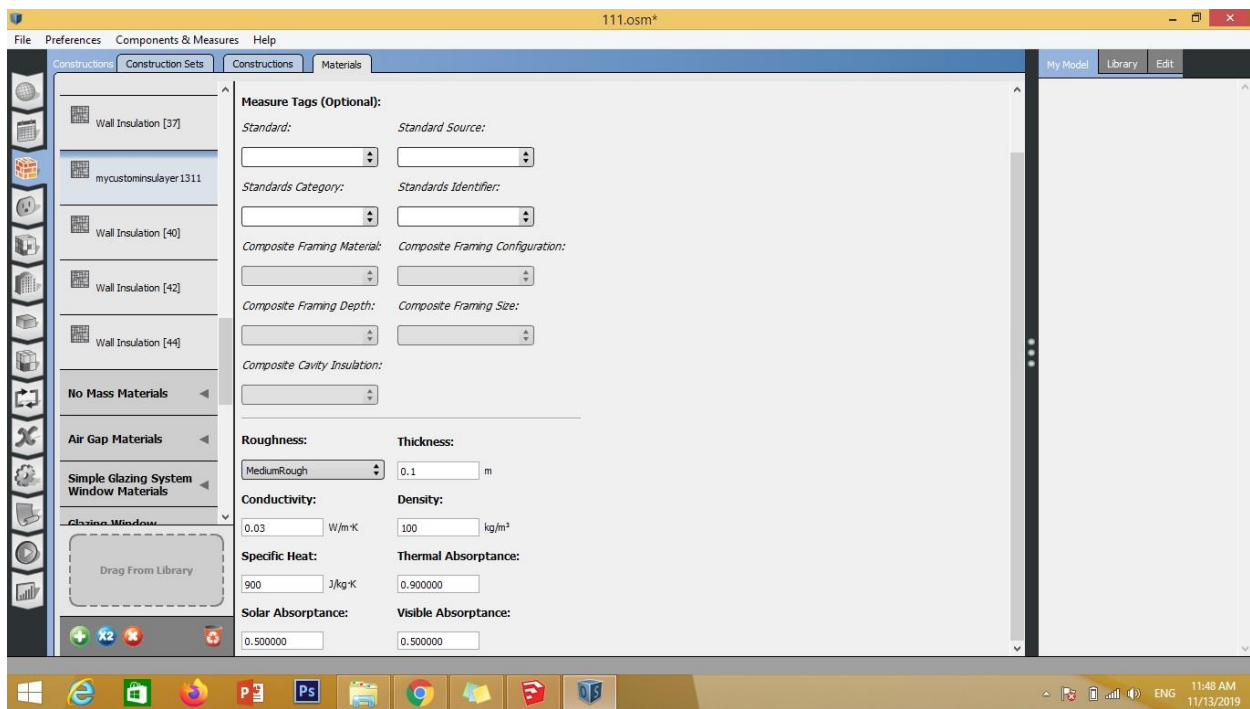 111.osm*
File Preferences Components & Measures Help
Constructions Construction Sets Constructions Materials
My Model Library Edit
Wall Insulation [37]
mycustominsulayer1311
Wall Insulation [40]
Wall Insulation [42]
Wall Insulation [44]
No Mass Materials
Air Gap Materials
Simple Glazing System
Window Materials
Glazing Window
Drag From Library
X2
Measure Tags (Optional):
Standard: Standard Source:
Standards Category: Standards Identifier:
Composite Framing Material: Composite Framing Configuration:
Composite Framing Depth: Composite Framing Size:
Composite Cavity Insulation:
Roughness: Thickness:
MediumRough 0.1 m
Conductivity: Density:
0.03 W/m·K 100 kg/m³
Specific Heat: Thermal Absorptance:
900 J/kg·K 0.900000
Solar Absorptance: Visible Absorptance:
0.500000 0.500000
Ps
ENG
11:48 AM
11/13/2019